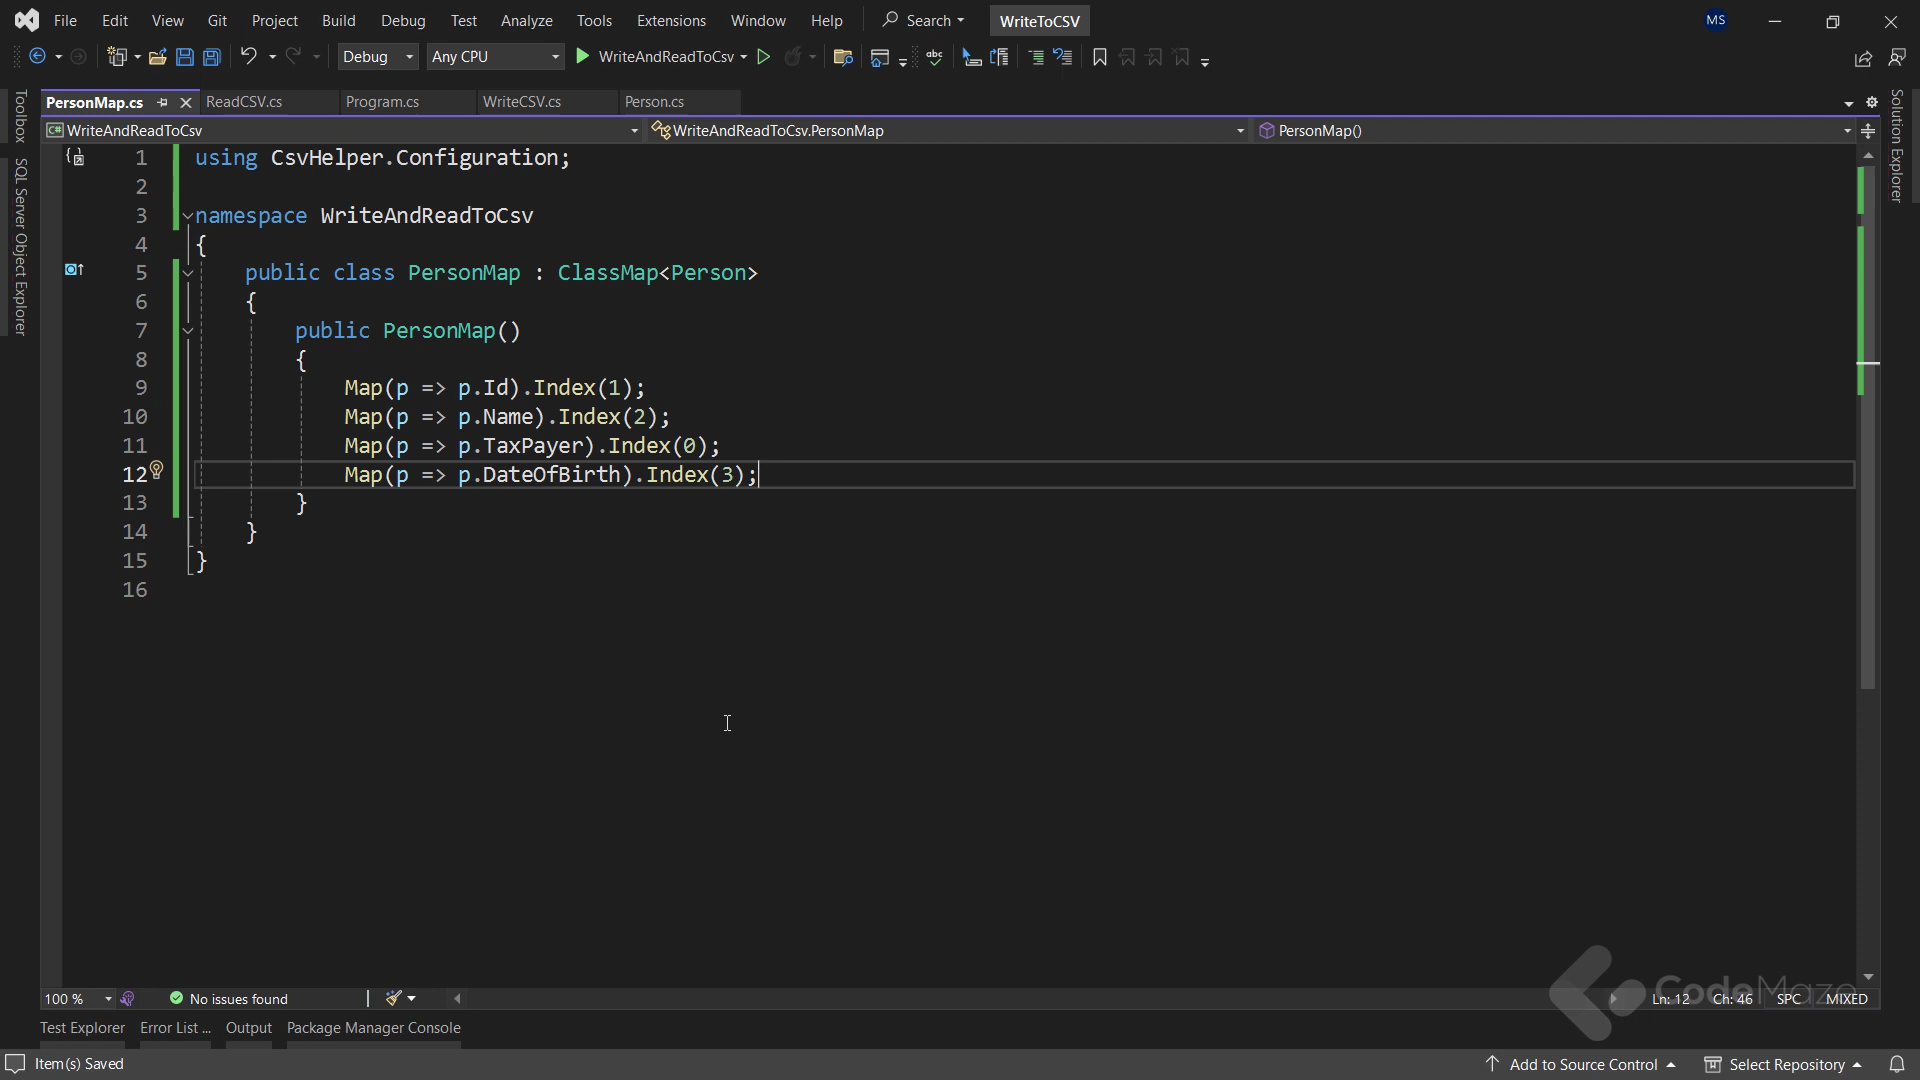 File Edit View Git Project Build Debug Test Analyze Tools Extensions Window Help Search WriteToCSV MS
Debug Any CPU WriteAndReadToCsv
Toolbox
SQL Server Object Explorer
Solution Explorer
PersonMap.cs ReadCSV.cs Program.cs WriteCSV.cs Person.cs
C# WriteAndReadToCsv WriteAndReadToCsv.PersonMap PersonMap()
1 using CsvHelper.Configuration;
2
3 namespace WriteAndReadToCsv
4 {
5 public class PersonMap : ClassMap<Person>
6 {
7 public PersonMap()
8 {
9 Map(p => p.Id).Index(1);
10 Map(p => p.Name).Index(2);
11 Map(p => p.TaxPayer).Index(0);
12 Map(p => p.DateOfBirth).Index(3);
13 }
14 }
15 }
16
CodeMaze
100 % No issues found Ln: 12 Ch: 46 SPC MIXED
Test Explorer Error List ... Output Package Manager Console
Item(s) Saved Add to Source Control Select Repository